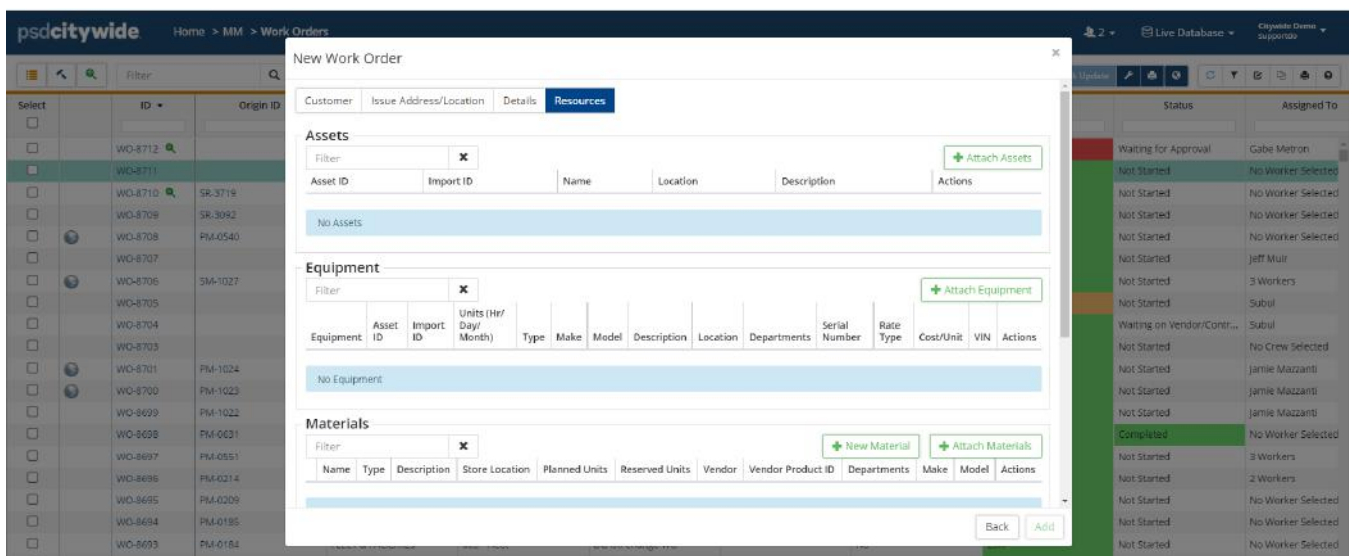 psdcitywide Home > MM > Work Orders
2 Live Database Citywide Demo
supportdo
New Work Order
Filter
Update
Customer Issue Address/Location Details Resources
Select ID Origin ID Status Assigned To
Assets
Filter Attach Assets
Asset ID Import ID Name Location Description Actions
No Assets
Equipment
Filter Attach Equipment
Equipment Asset ID Import ID Units (Hr/Day/Month) Type Make Model Description Location Departments Serial Number Rate Type Cost/Unit VIN Actions
No Equipment
Materials
Filter New Material Attach Materials
Name Type Description Store Location Planned Units Reserved Units Vendor Vendor Product ID Departments Make Model Actions
Back Add
WO-8712 Waiting for Approval Gabe Metron
WO-8711 Not Started No Worker Selected
WO-8710 SR-3719 Not Started No Worker Selected
WO-8709 SR-3092 Not Started No Worker Selected
WO-8708 PM-0540 Not Started No Worker Selected
WO-8707 Not Started Jeff Muir
WO-8706 SM-1027 Not Started 3 Workers
WO-8705 Not Started Subul
WO-8704 Waiting on Vendor/Contr... Subul
WO-8703 Not Started No Crew Selected
WO-8701 PM-1024 Not Started Jamie Mazzanti
WO-8700 PM-1023 Not Started Jamie Mazzanti
WO-8699 PM-1022 Not Started Jamie Mazzanti
WO-8698 PM-0631 Completed No Worker Selected
WO-8697 PM-0551 Not Started 3 Workers
WO-8696 PM-0214 Not Started 2 Workers
WO-8695 PM-0209 Not Started No Worker Selected
WO-8694 PM-0185 Not Started No Worker Selected
WO-8693 PM-0184 Not Started No Worker Selected